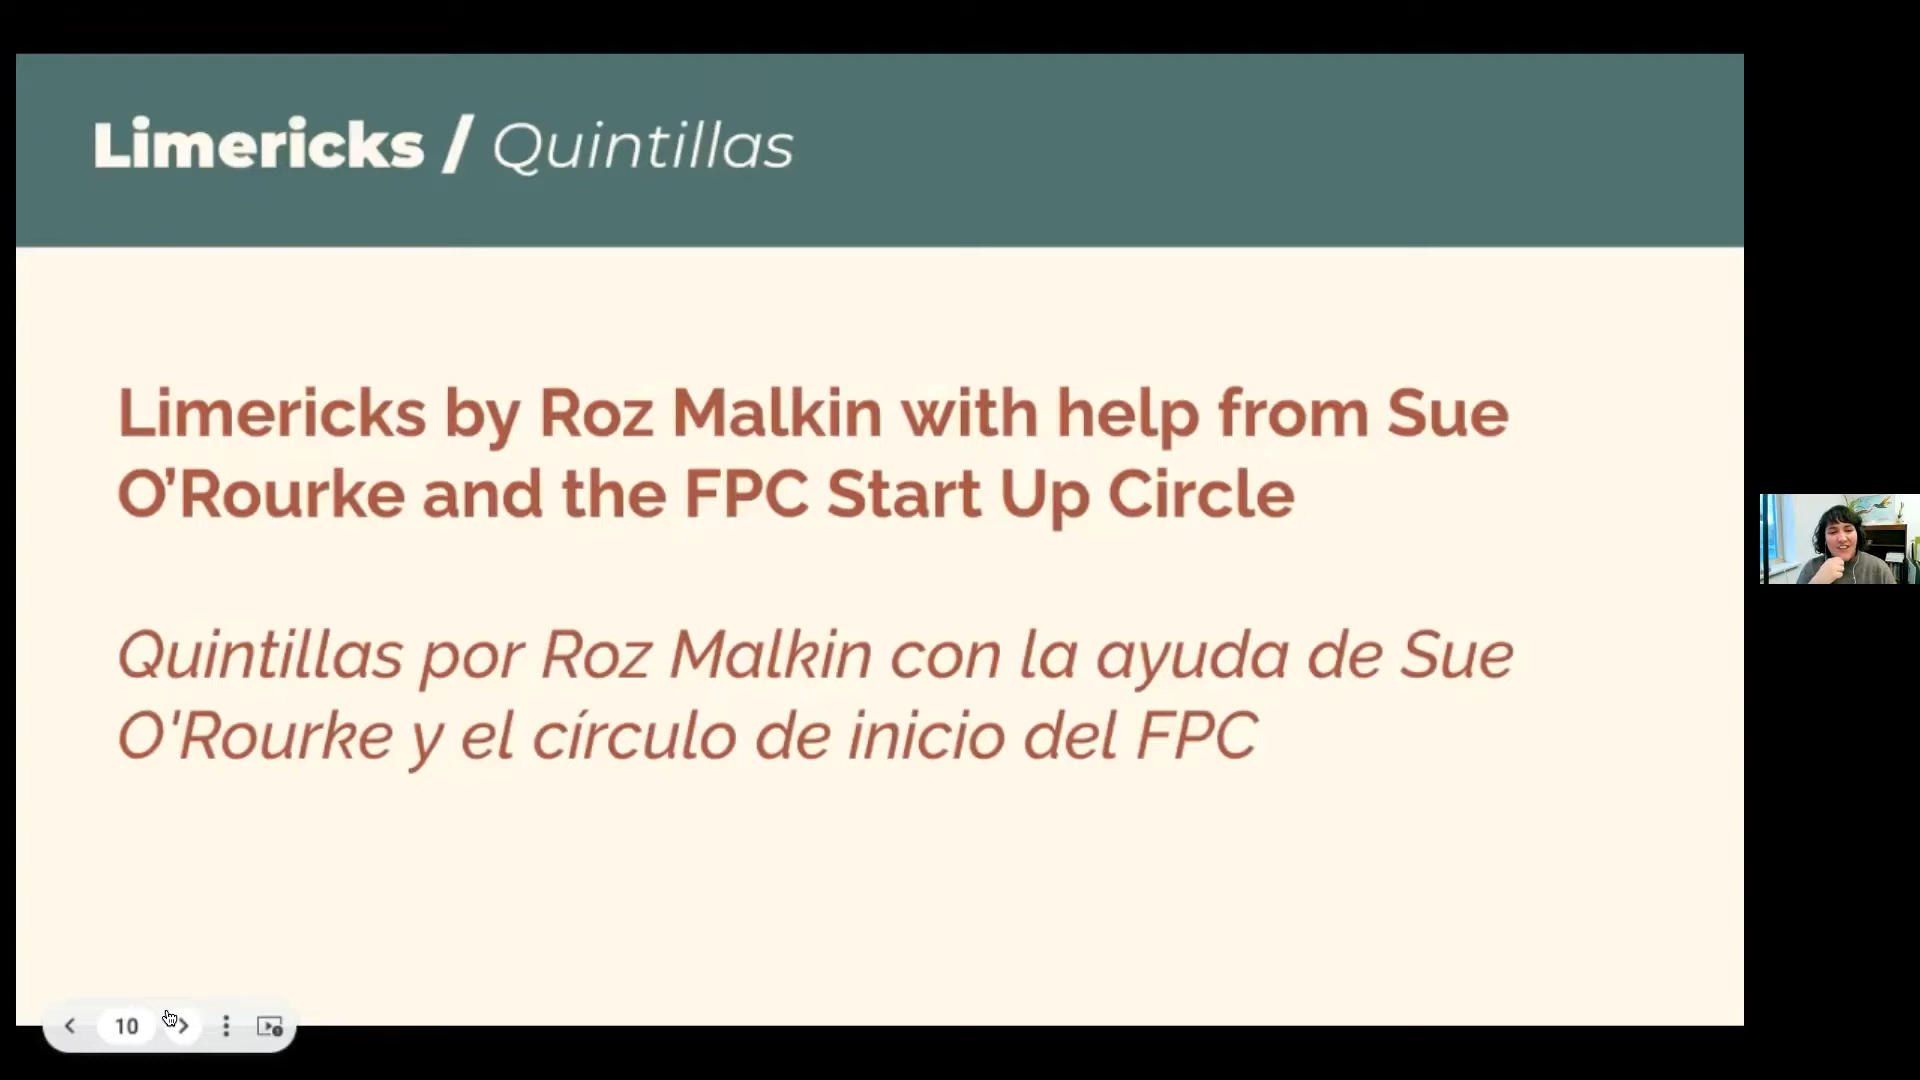 Limericks / Quintillas
Limericks by Roz Malkin with help from Sue
O’Rourke and the FPC Start Up Circle
Quintillas por Roz Malkin con la ayuda de Sue
O'Rourke y el círculo de inicio del FPC
10